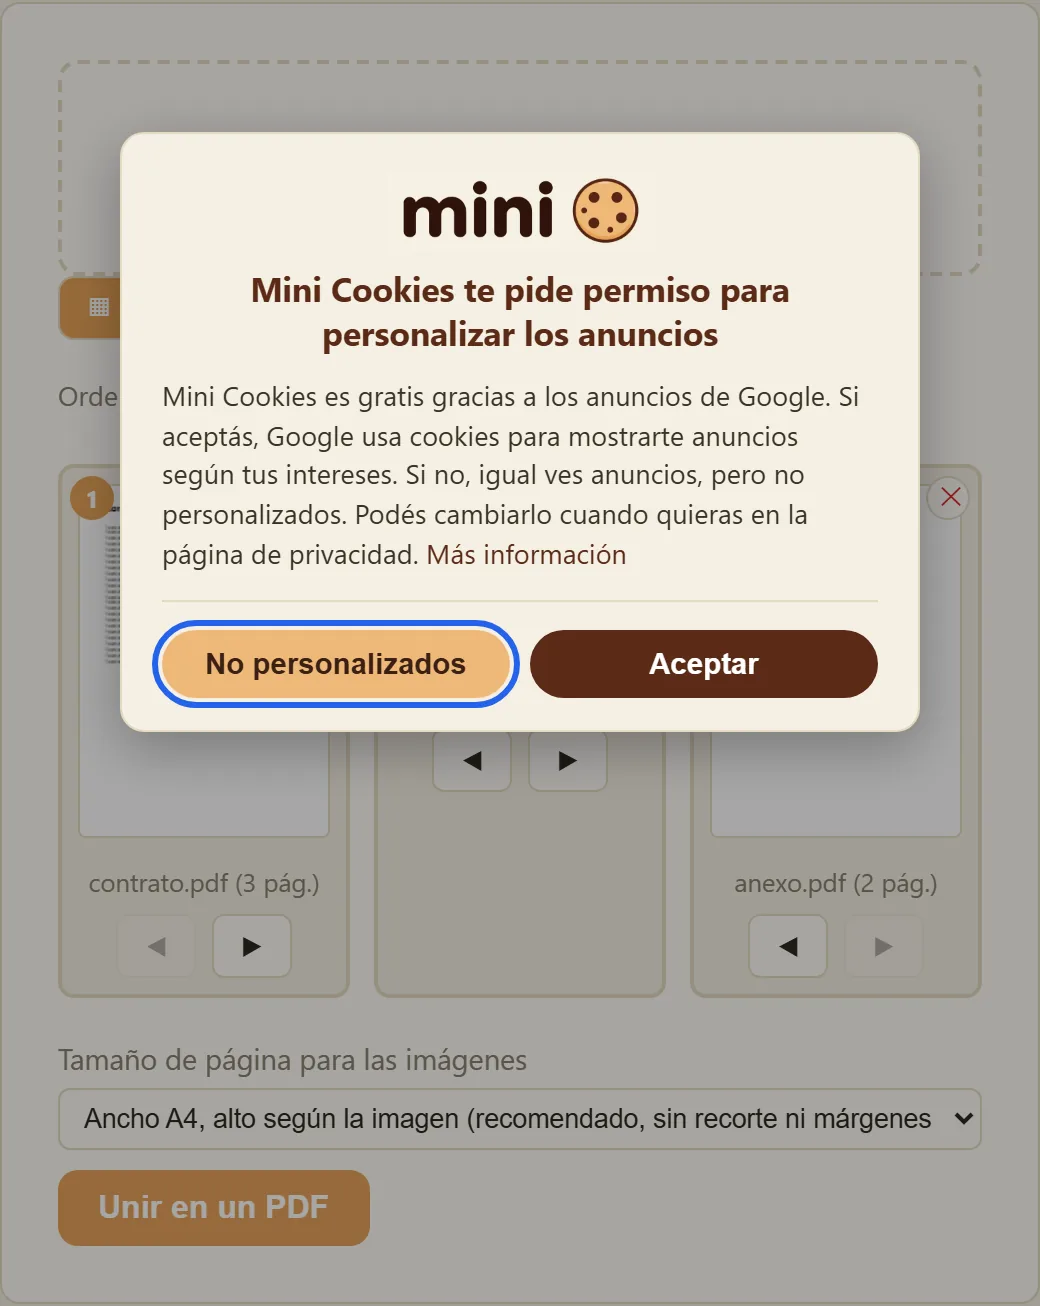 mini
Mini Cookies te pide permiso para
personalizar los anuncios
Orde
Mini Cookies es gratis gracias a los anuncios de Google. Si
aceptás, Google usa cookies para mostrarte anuncios
según tus intereses. Si no, igual ves anuncios, pero no
personalizados. Podés cambiarlo cuando quieras en la
página de privacidad. Más información
1
No personalizados
Aceptar
contrato.pdf (3 pág.)
anexo.pdf (2 pág.)
Tamaño de página para las imágenes
Ancho A4, alto según la imagen (recomendado, sin recorte ni márgenes
Unir en un PDF